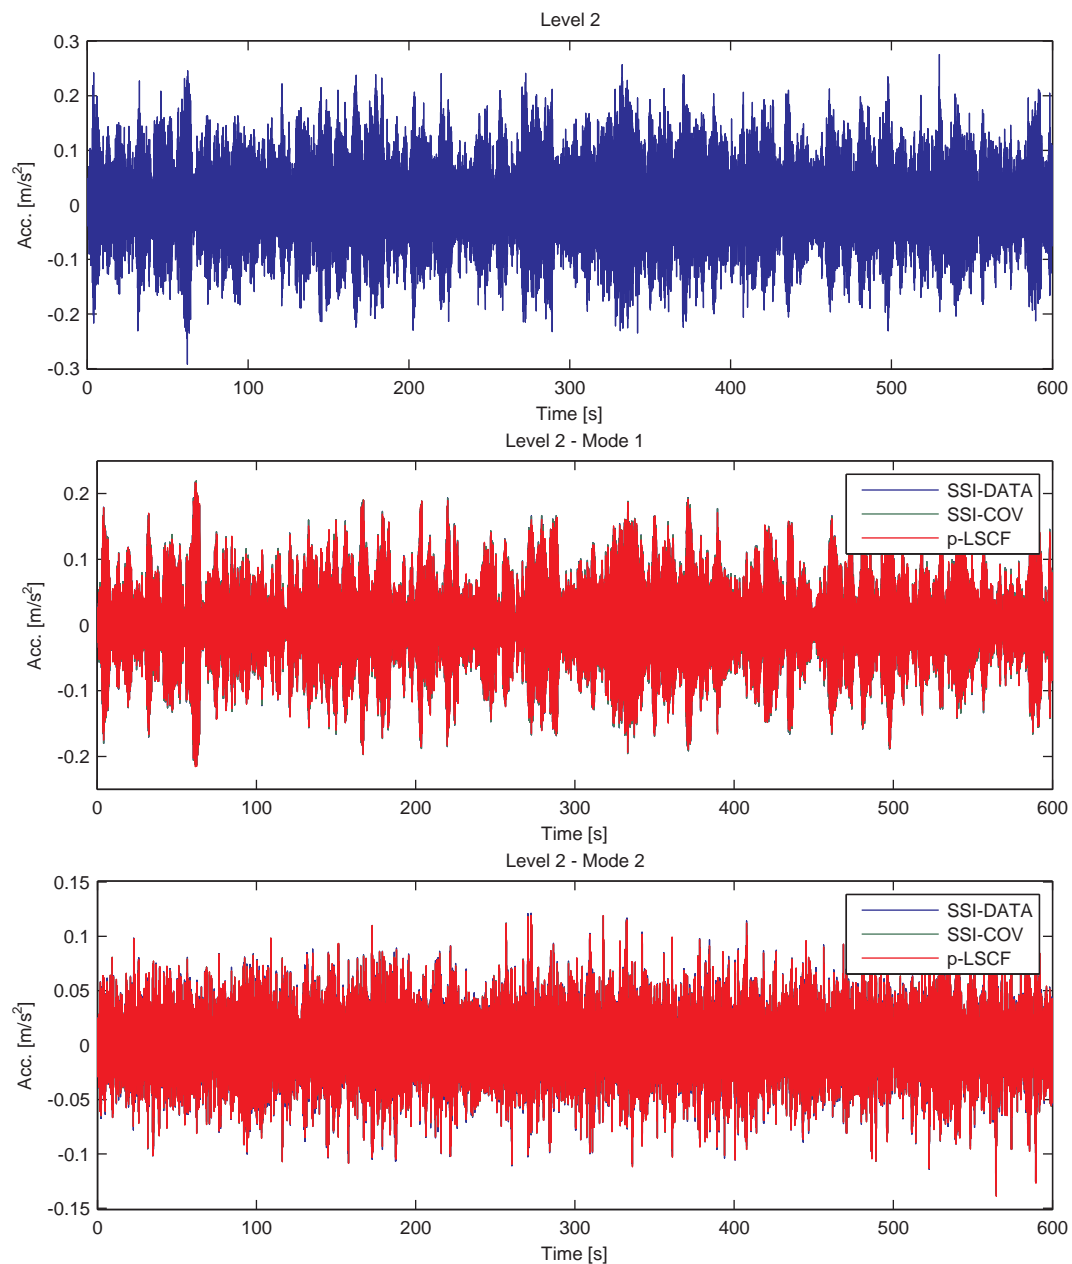 Level 2
0.3
0.2
0.1
0
-0.1
-0.2
-0.3
Acc. [m/s²]
0 100 200 300 400 500 600
Time [s]
Level 2 - Mode 1
0.2
0.1
0
-0.1
-0.2
Acc. [m/s²]
SSI-DATA
SSI-COV
p-LSCF
0 100 200 300 400 500 600
Time [s]
Level 2 - Mode 2
0.15
0.1
0.05
0
-0.05
-0.1
-0.15
Acc. [m/s²]
SSI-DATA
SSI-COV
p-LSCF
0 100 200 300 400 500 600
Time [s]